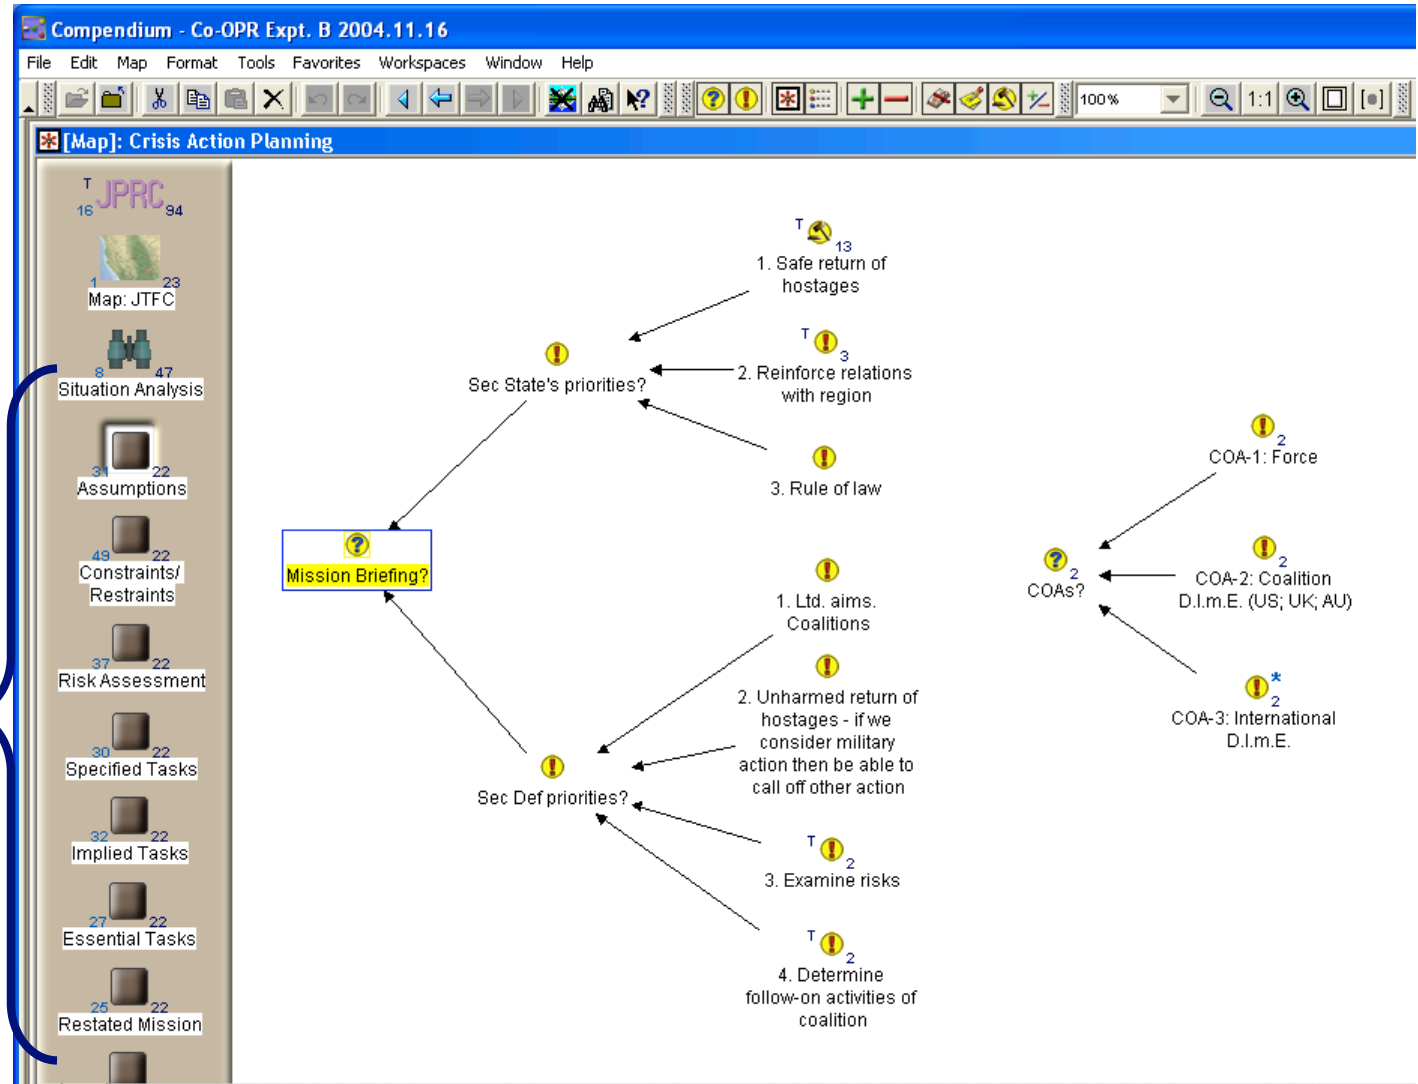 Compendium - Co-OPR Expt. B 2004.11.16
File Edit Map Format Tools Favorites Workspaces Window Help
100%
1:1
[Map]: Crisis Action Planning
T
JPRC
16 94
1 23
Map: JTFC
8 47
Situation Analysis
31 22
Assumptions
49 22
Constraints/
Restraints
37 22
Risk Assessment
30 22
Specified Tasks
32 22
Implied Tasks
27 22
Essential Tasks
25 22
Restated Mission
T
13
1. Safe return of
hostages
T
3
2. Reinforce relations
with region
3. Rule of law
Sec State's priorities?
Mission Briefing?
1. Ltd. aims.
Coalitions
2. Unharmed return of
hostages - if we
consider military
action then be able to
call off other action
Sec Def priorities?
T
2
3. Examine risks
T
2
4. Determine
follow-on activities of
coalition
2
COA-1: Force
2
COAs?
2
COA-2: Coalition
D.I.m.E. (US; UK; AU)
*
2
COA-3: International
D.I.m.E.